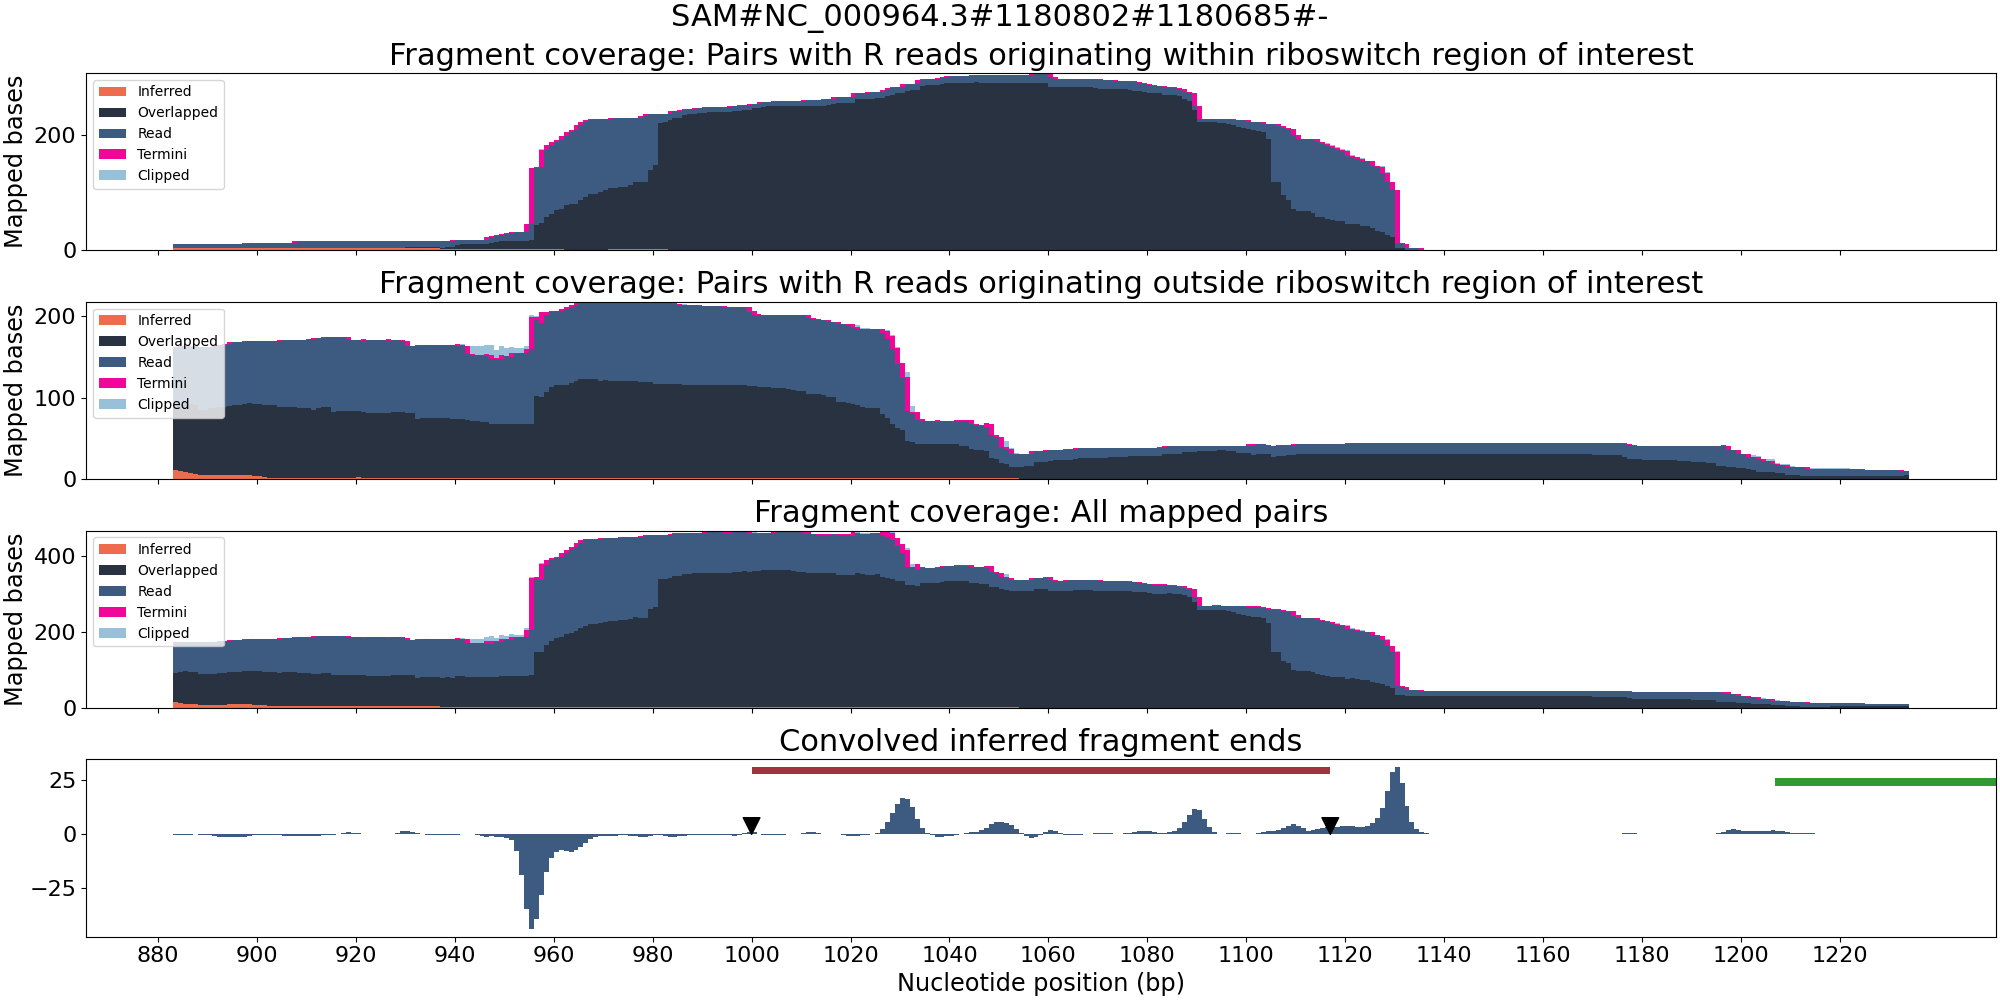 SAM#NC_000964.3#1180802#1180685#-
Fragment coverage: Pairs with R reads originating within riboswitch region of interest
Mapped bases
200
0
Inferred
Overlapped
Read
Termini
Clipped
Fragment coverage: Pairs with R reads originating outside riboswitch region of interest
Mapped bases
200
100
0
Inferred
Overlapped
Read
Termini
Clipped
Fragment coverage: All mapped pairs
Mapped bases
400
200
0
Inferred
Overlapped
Read
Termini
Clipped
Convolved inferred fragment ends
25
0
−25
880 900 920 940 960 980 1000 1020 1040 1060 1080 1100 1120 1140 1160 1180 1200 1220
Nucleotide position (bp)